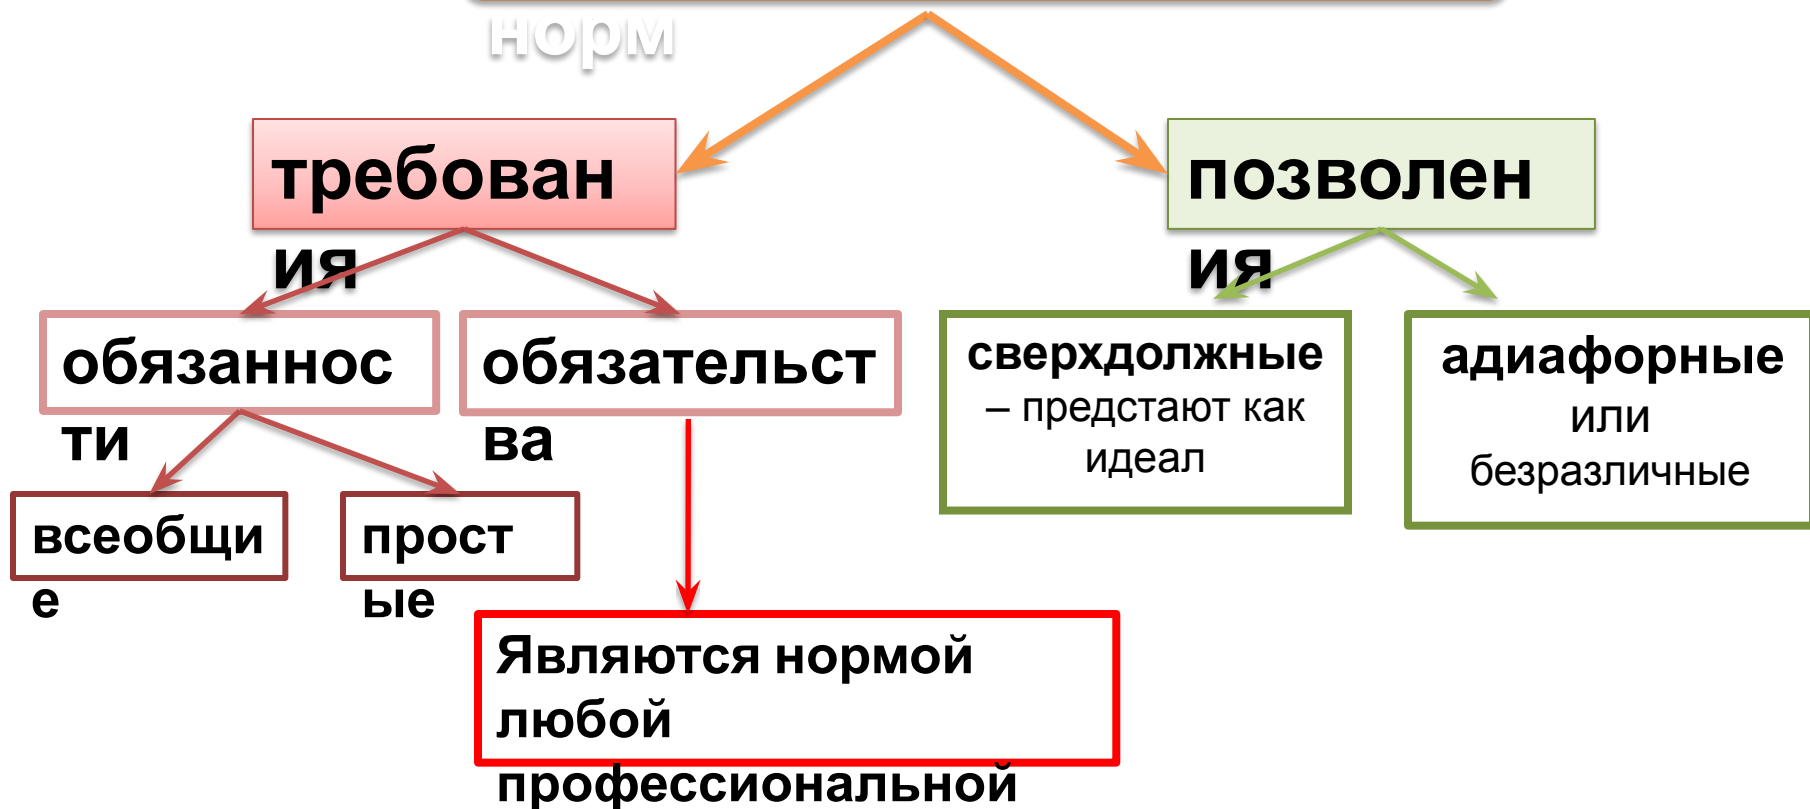 норм
требован
ия
позволен
ия
обязаннос
ти
обязательст
ва
сверхдолжные
– предстают как
идеал
адиафорные
или
безразличные
всеобщи
е
прост
ые
Являются нормой
любой
профессиональной